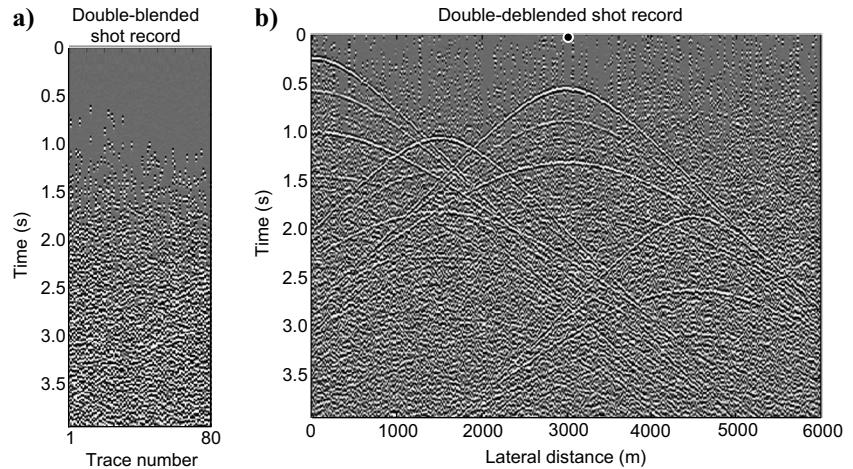 a)
Double-blended
shot record
0
0.5
1.0
1.5
2.0
2.5
3.0
3.5
Time (s)
1 80
Trace number
b)
Double-deblended shot record
0
0.5
1.0
1.5
2.0
2.5
3.0
3.5
Time (s)
0 1000 2000 3000 4000 5000 6000
Lateral distance (m)